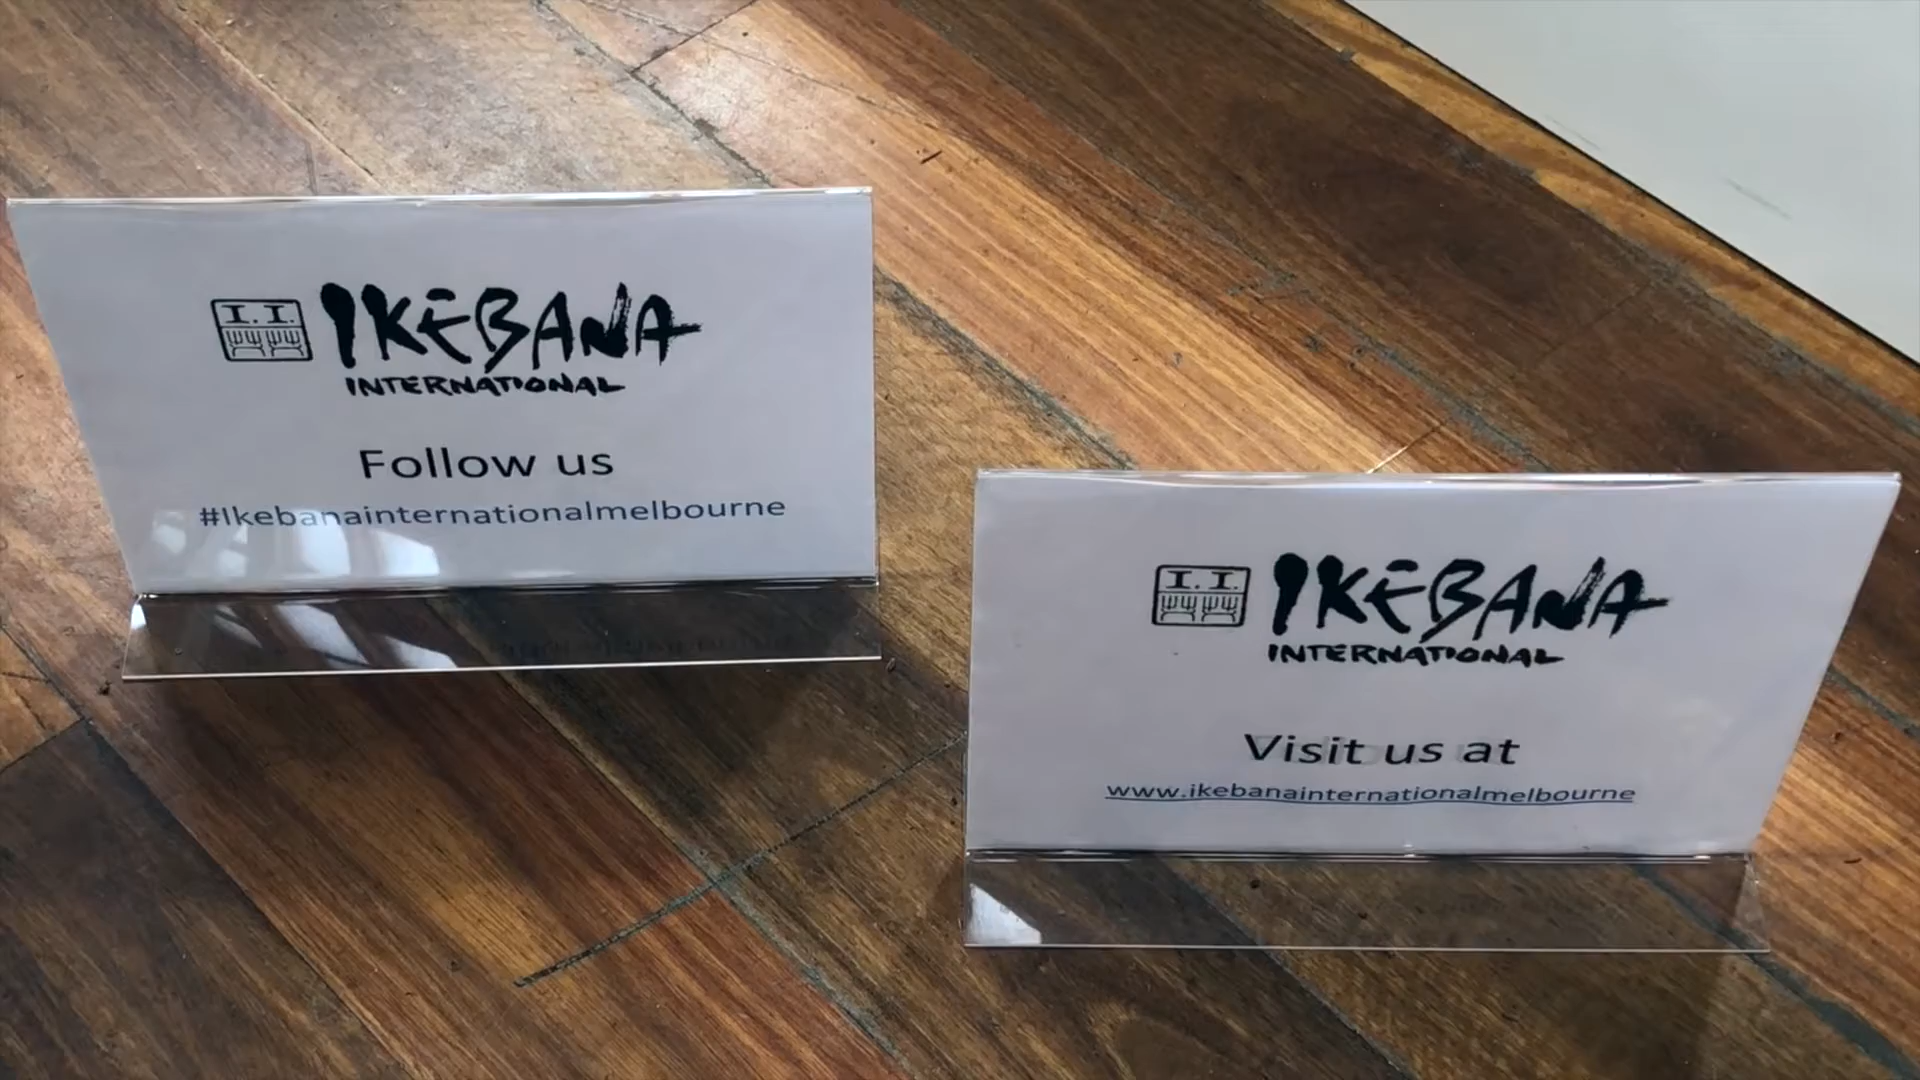 I.I.
IKEBANA
INTERNATIONAL
Follow us
#Ikebanainternationalmelbourne
I.I.
IKEBANA
INTERNATIONAL
Visit us at
www.ikebanainternationalmelbourne